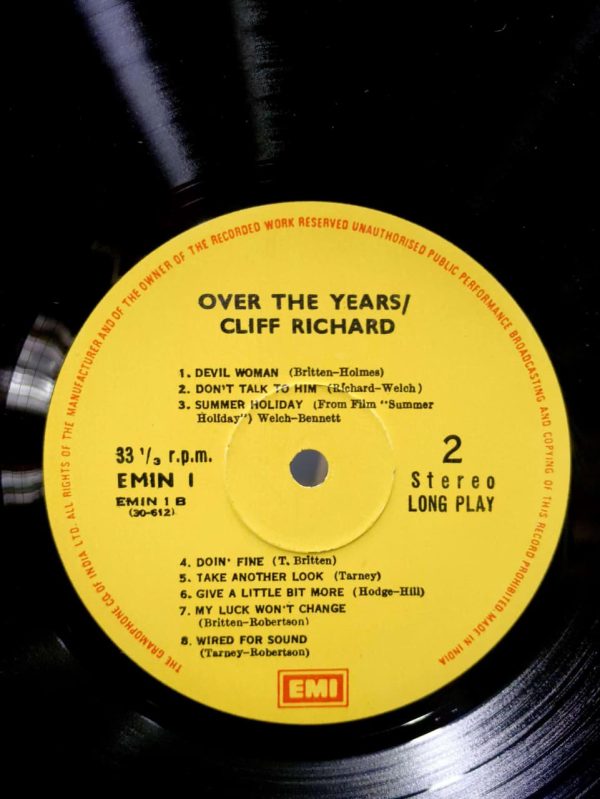 THE GRAMOPHONE CO. OF INDIA LTD. ALL RIGHTS OF THE MANUFACTURER AND OF THE OWNER OF THE RECORDED WORK RESERVED UNAUTHORISED PUBLIC PERFORMANCE BROADCASTING AND COPYING OF THIS RECORD PROHIBITED MADE IN INDIA
OVER THE YEARS/
CLIFF RICHARD
1. DEVIL WOMAN (Britten-Holmes)
2. DON'T TALK TO HIM (Richard-Welch)
3. SUMMER HOLIDAY (From Film "Summer
Holiday") Welch-Bennett
33 1/3 r.p.m.
EMIN 1
EMIN 1 B
(30-612)
2
Stereo
LONG PLAY
4. DOIN' FINE (T. Britten)
5. TAKE ANOTHER LOOK (Tarney)
6. GIVE A LITTLE BIT MORE (Hodge-Hill)
7. MY LUCK WON'T CHANGE
(Britten-Robertson)
8. WIRED FOR SOUND
(Tarney-Robertson)
EMI